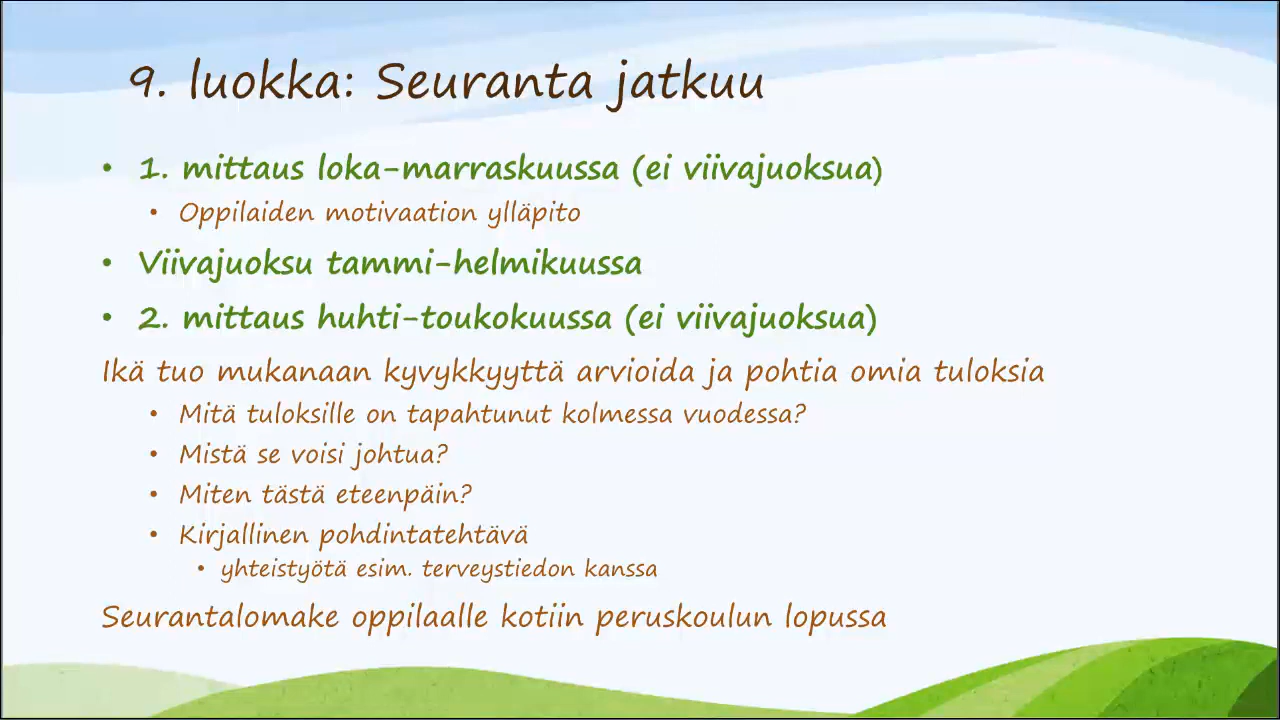 9. luokka: Seuranta jatkuu
• 1. mittaus loka-marraskuussa (ei viivajuoksua)
• Oppilaiden motivaation ylläpito
• Viivajuoksu tammi-helmikuussa
• 2. mittaus huhti-toukokuussa (ei viivajuoksua)
Ikä tuo mukanaan kyvykkyyttä arvioida ja pohtia omia tuloksia
• Mitä tuloksille on tapahtunut kolmessa vuodessa?
• Mistä se voisi johtua?
• Miten tästä eteenpäin?
• Kirjallinen pohdintatehtävä
• yhteistyötä esim. terveystiedon kanssa
Seurantalomake oppilaalle kotiin peruskoulun lopussa